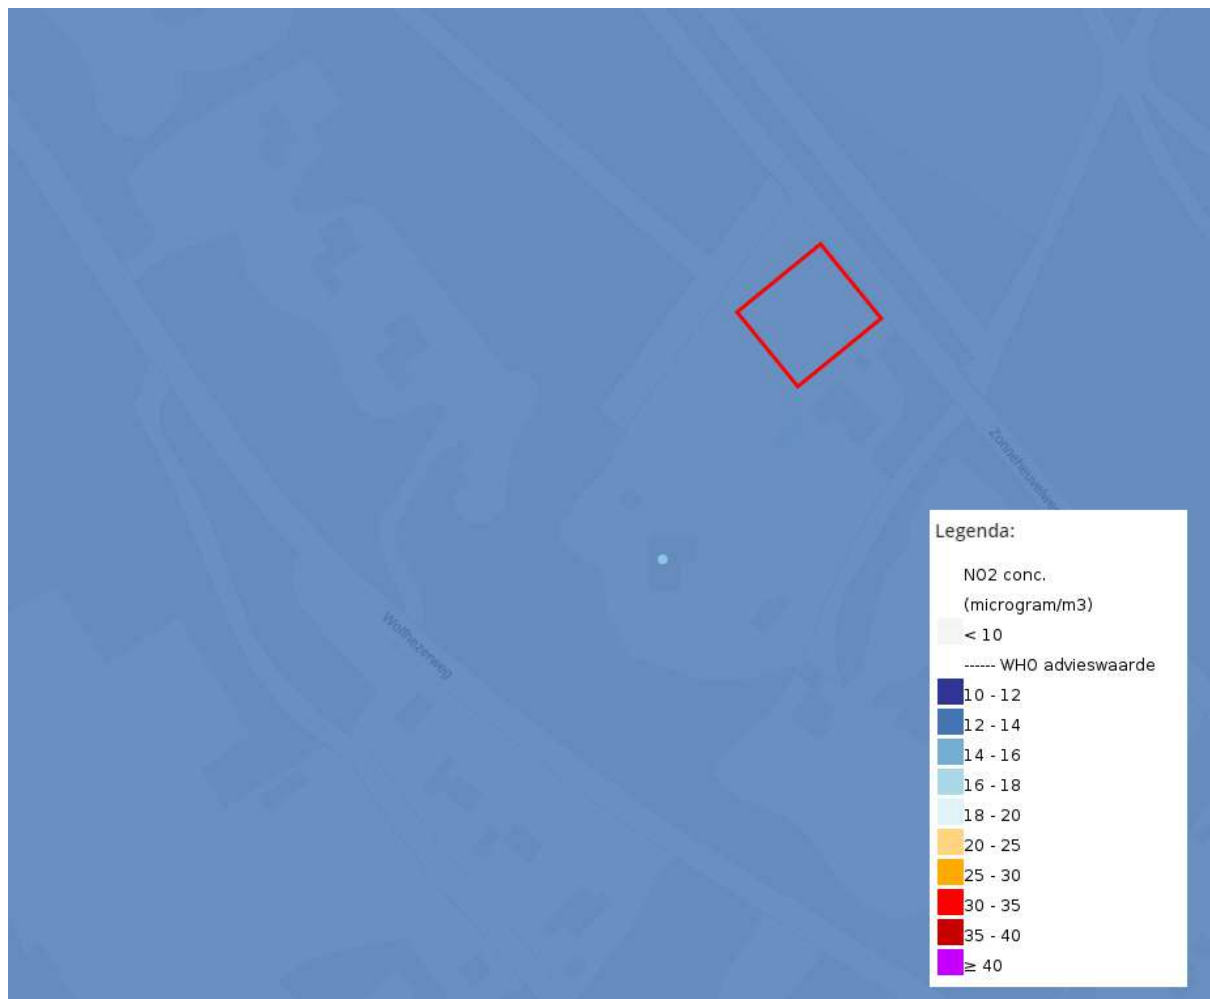 Zonneheuvelweg
Wolfhezerweg
Legenda:
NO2 conc.
(microgram/m3)
< 10
------ WHO advieswaarde
10 - 12
12 - 14
14 - 16
16 - 18
18 - 20
20 - 25
25 - 30
30 - 35
35 - 40
≥ 40